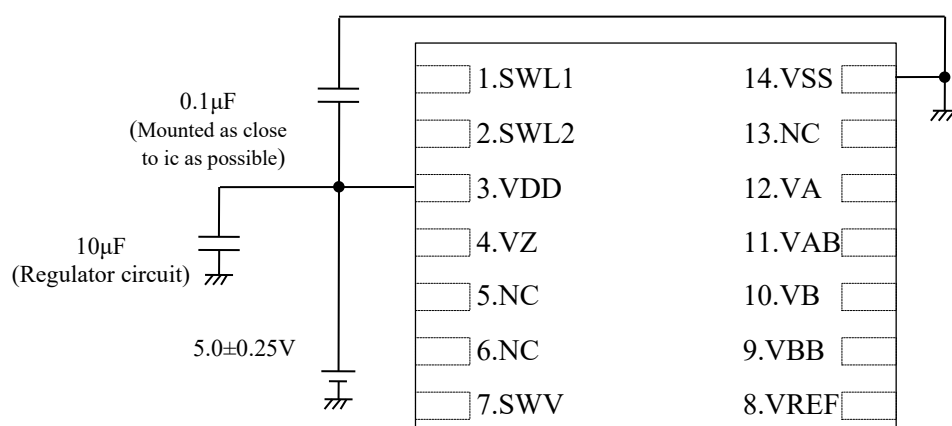 0.1μF
(Mounted as close
to ic as possible)
10μF
(Regulator circuit)
5.0±0.25V
1.SWL1
2.SWL2
3.VDD
4.VZ
5.NC
6.NC
7.SWV
14.VSS
13.NC
12.VA
11.VAB
10.VB
9.VBB
8.VREF